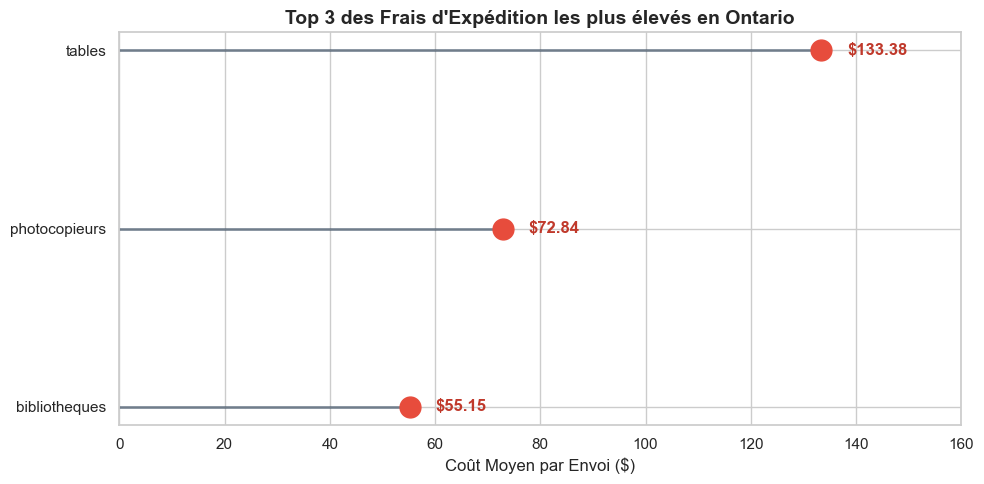 Top 3 des Frais d'Expédition les plus élevés en Ontario
tables
$133.38
photocopieurs
$72.84
bibliotheques
$55.15
0 20 40 60 80 100 120 140 160
Coût Moyen par Envoi ($)